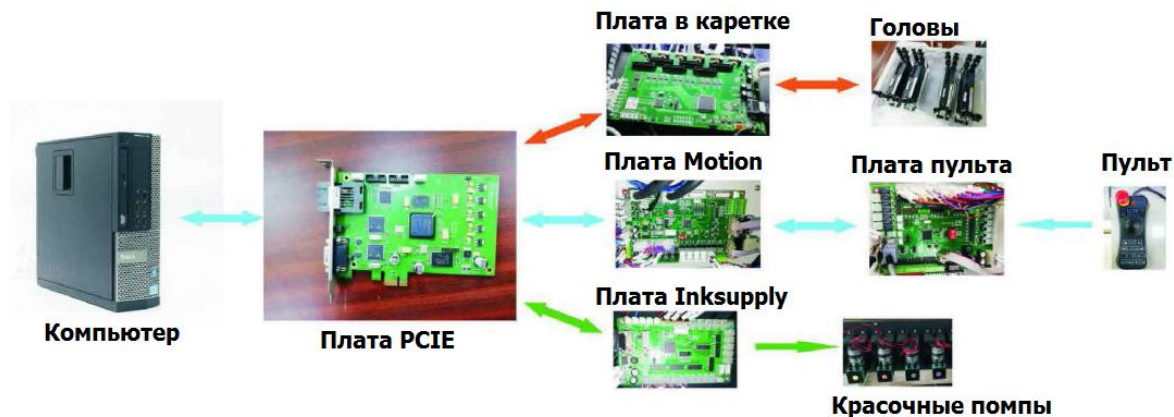 Плата в каретке
Головы
Плата Motion
Плата пульта
Пульт
Плата Inksupply
Компьютер
Плата PCIE
Красочные помпы